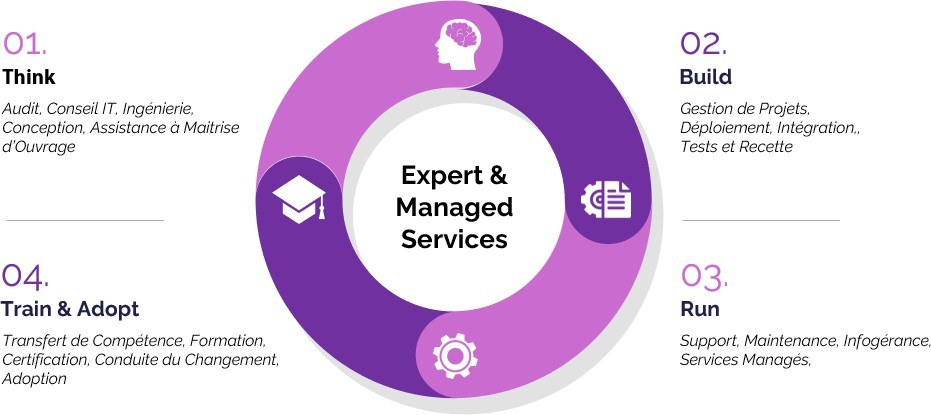 01.
Think
Audit, Conseil IT, Ingénierie,
Conception, Assistance à Maitrise
d'Ouvrage
02.
Build
Gestion de Projets,
Déploiement, Intégration,,
Tests et Recette
Expert &
Managed
Services
04.
Train & Adopt
Transfert de Compétence, Formation,
Certification, Conduite du Changement,
Adoption
03.
Run
Support, Maintenance, Infogérance,
Services Managés,